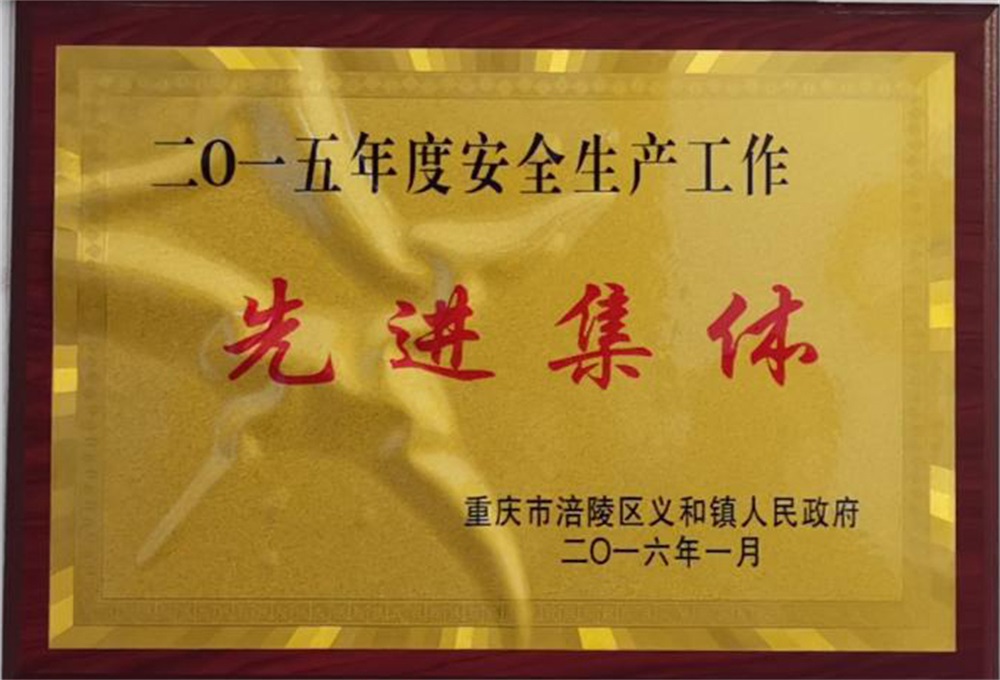 二O一五年度安全生产工作
先进集体
重庆市涪陵区义和镇人民政府
二〇一六年一月